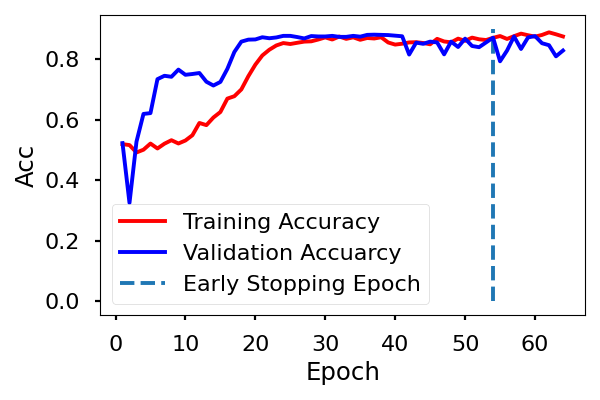 Acc
0.8
0.6
0.4
0.2
0.0
Training Accuracy
Validation Accuarcy
Early Stopping Epoch
0 10 20 30 40 50 60
Epoch